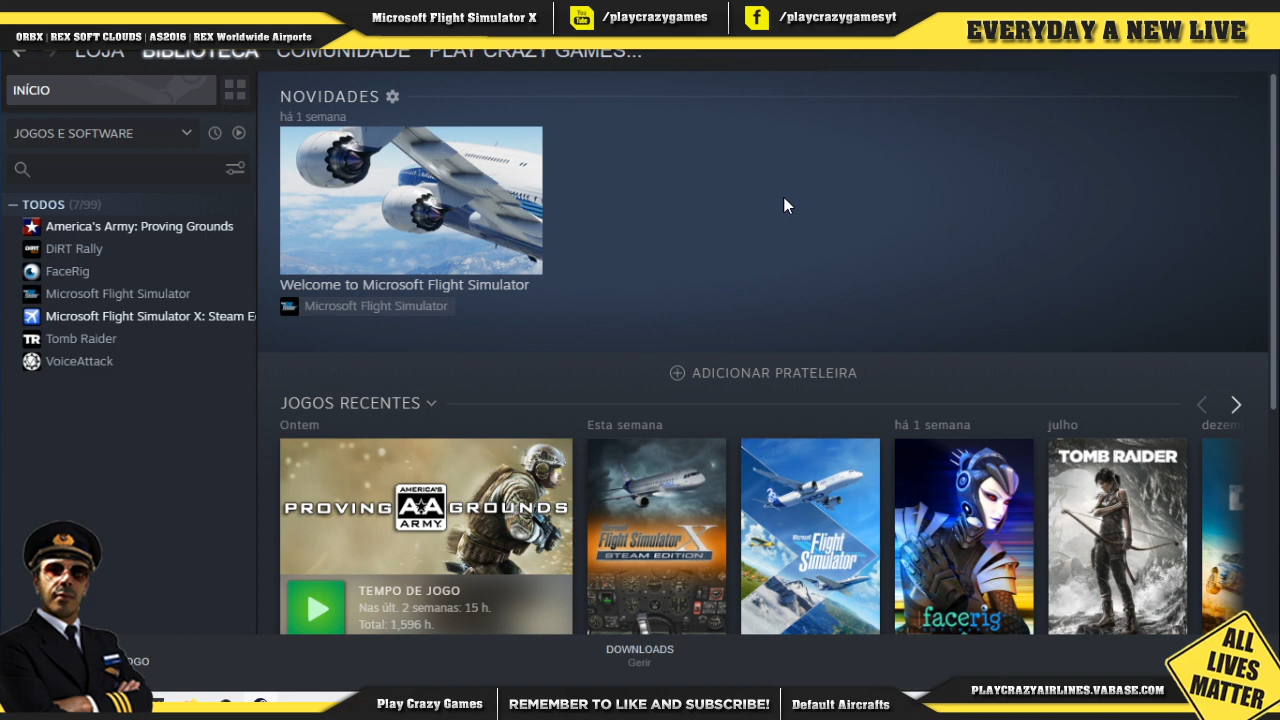 Microsoft Flight Simulator X
You Tube /playcrazygames
f /playcrazygamesyt
EVERYDAY A NEW LIVE
ORBX | REX SOFT CLOUDS | AS2016 | REX Worldwide Airports
LOJA BIBLIOTECA COMUNIDADE PLAY CRAZY GAMES...
INÍCIO
JOGOS E SOFTWARE
TODOS (7/99)
America's Army: Proving Grounds
DiRT Rally
FaceRig
Microsoft Flight Simulator
Microsoft Flight Simulator X: Steam E
TR Tomb Raider
VoiceAttack
NOVIDADES
há 1 semana
Welcome to Microsoft Flight Simulator
Microsoft Flight Simulator
ADICIONAR PRATELEIRA
JOGOS RECENTES
Ontem
Esta semana
há 1 semana
julho
dezem
PROVING AMERICA'S AA ARMY GROUNDS
TEMPO DE JOGO
Nas últ. 2 semanas: 15 h.
Total: 1,596 h.
Microsoft
Flight Simulator X
STEAM EDITION
Microsoft
Flight
Simulator
facerig
TOMB RAIDER
DOWNLOADS
Gerir
OGO
ALL
LIVES
MATTER
PLAYCRAZYAIRLINES.VABASE.COM
Play Crazy Games
REMEMBER TO LIKE AND SUBSCRIBE!
Default Aircrafts